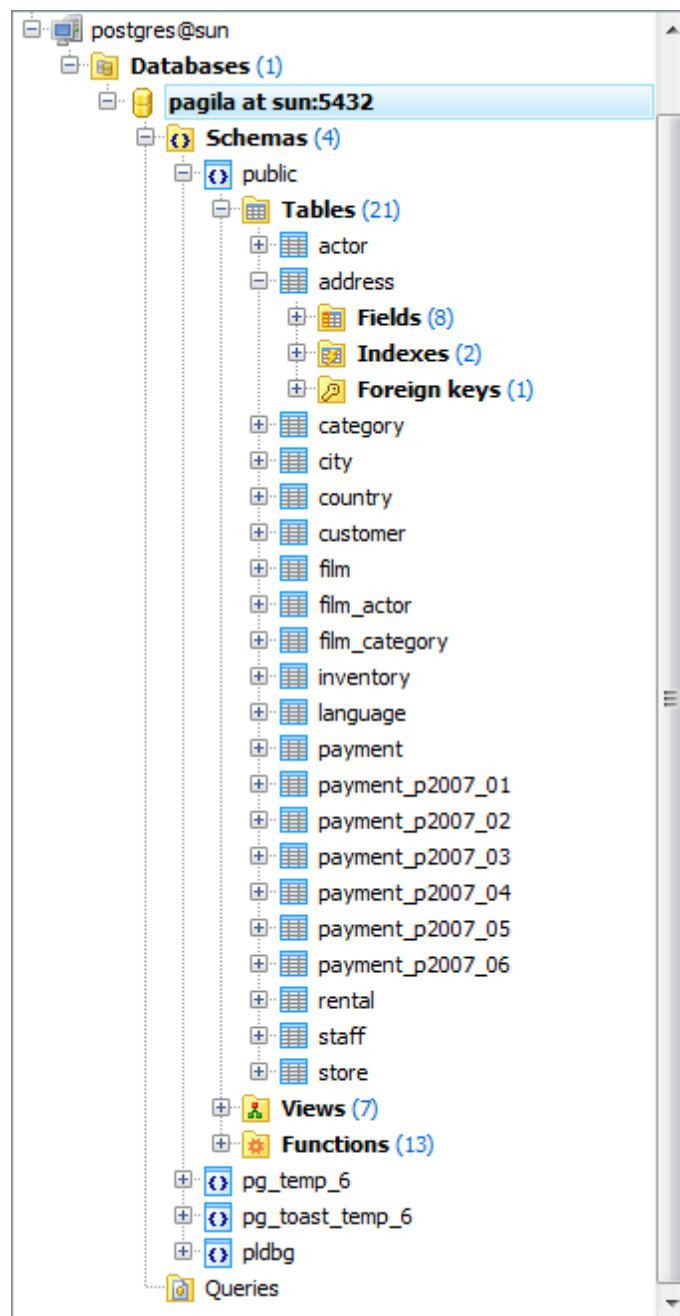 postgres@sun
Databases (1)
pagila at sun:5432
Schemas (4)
public
Tables (21)
actor
address
Fields (8)
Indexes (2)
Foreign keys (1)
category
city
country
customer
film
film_actor
film_category
inventory
language
payment
payment_p2007_01
payment_p2007_02
payment_p2007_03
payment_p2007_04
payment_p2007_05
payment_p2007_06
rental
staff
store
Views (7)
Functions (13)
pg_temp_6
pg_toast_temp_6
pldbg
Queries